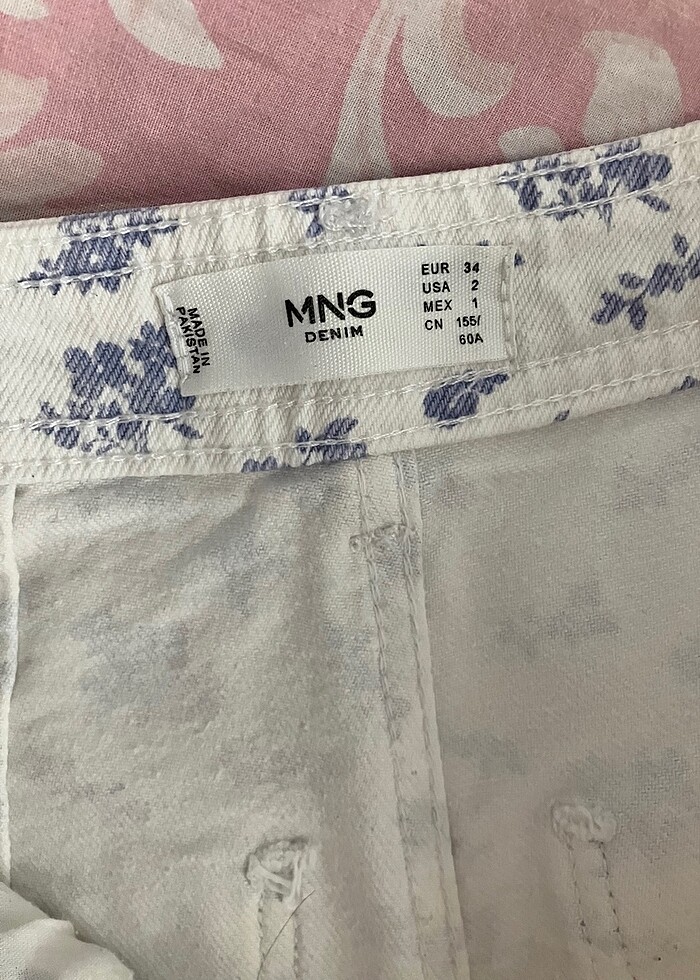 MADE IN
PAKISTAN
MNG
DENIM
EUR 34
USA 2
MEX 1
CN 155/
60A